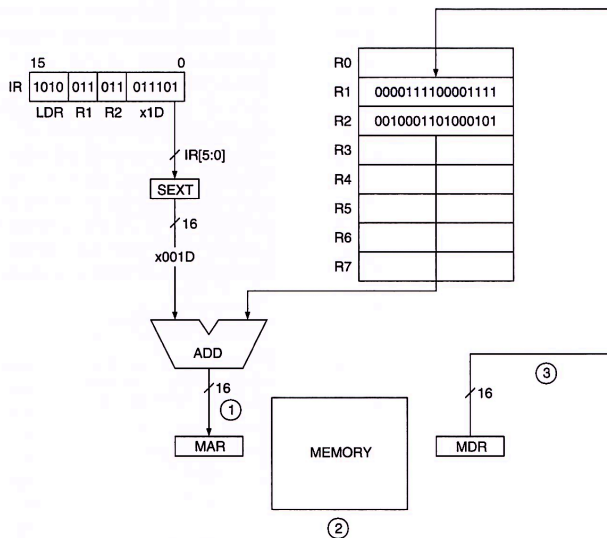 15 0
IR 1010 011 011 011101
LDR R1 R2 x1D
IR[5:0]
SEXT
16
x001D
ADD
16
1
MAR
MEMORY
2
MDR
16
3
R0
R1 0000111100001111
R2 0010001101000101
R3
R4
R5
R6
R7